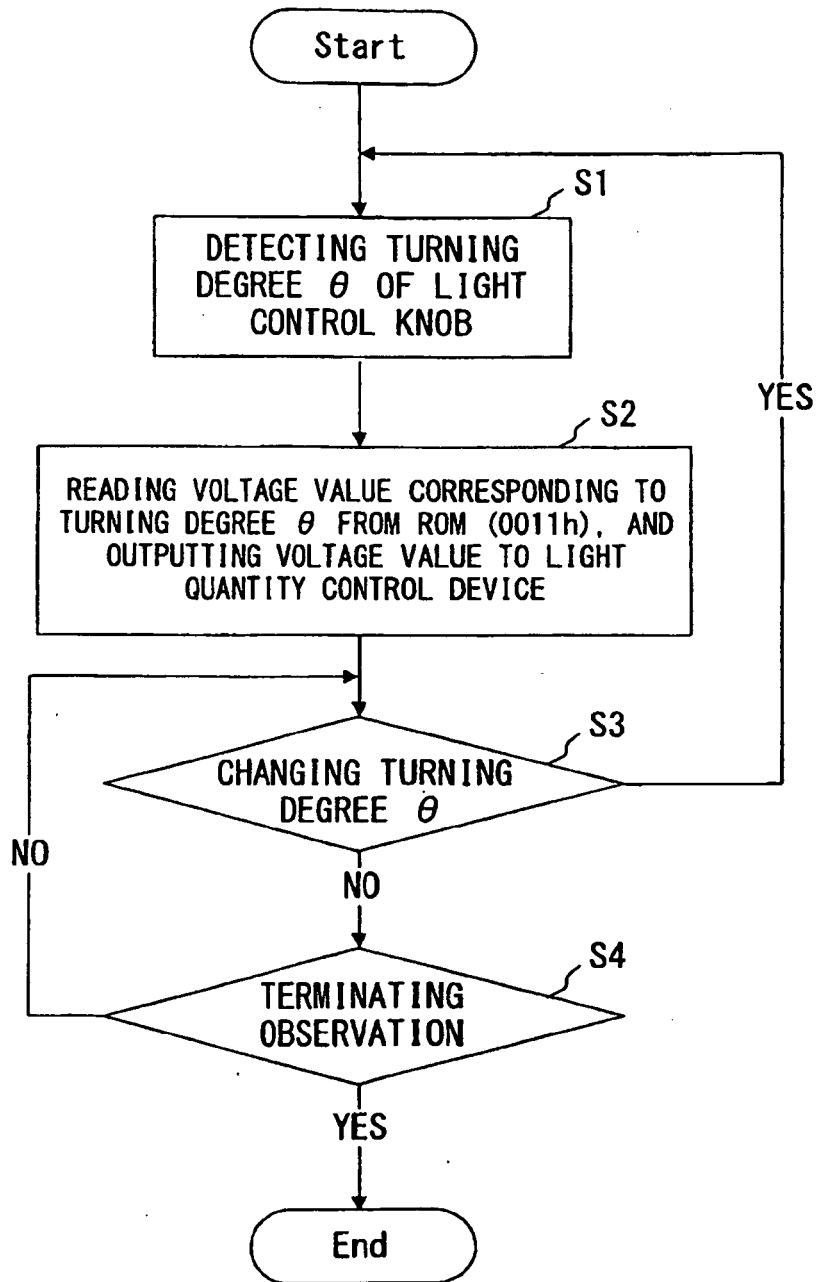 Start
S1
DETECTING TURNING
DEGREE θ OF LIGHT
CONTROL KNOB
YES
S2
READING VOLTAGE VALUE CORRESPONDING TO
TURNING DEGREE θ FROM ROM (0011h), AND
OUTPUTTING VOLTAGE VALUE TO LIGHT
QUANTITY CONTROL DEVICE
S3
CHANGING TURNING
DEGREE θ
NO
NO
S4
TERMINATING
OBSERVATION
YES
End